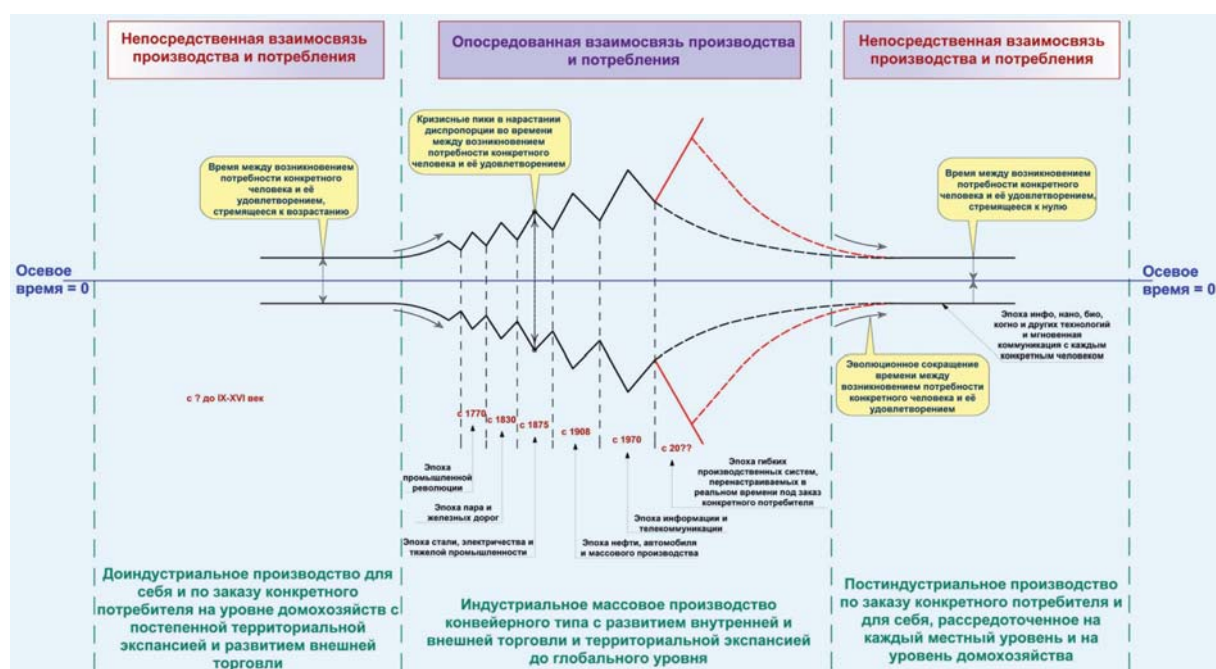 Непосредственная взаимосвязь
производства и потребления
Опосредованная взаимосвязь производства
и потребления
Непосредственная взаимосвязь
производства и потребления
Кризисные пики в нарастании
диспропорции во времени
между возникновением
потребности конкретного
человека и её удовлетворением
Время между возникновением
потребности конкретного
человека и её
удовлетворением,
стремящееся к возрастанию
Время между возникновением
потребности конкретного
человека и её удовлетворением,
стремящееся к нулю
Осевое
время = 0
Осевое
время = 0
Эпоха инфо, нано, био,
когно и других технологий
и мгновенная
коммуникация с каждым
конкретным человеком
Эволюционное сокращение
времени между
возникновением потребности
конкретного человека и её
удовлетворением
с ? до IX-XVI век
с 1770
с 1830
с 1875
с 1908
с 1970
с 20??
Эпоха
промышленной
революции
Эпоха пара и
железных дорог
Эпоха стали, электричества и
тяжелой промышленности
Эпоха нефти, автомобиля
и массового производства
Эпоха информации и
телекоммуникации
Эпоха гибких
производственных систем,
перенастраиваемых в
реальном времени под заказ
конкретного потребителя
Доиндустриальное производство для
себя и по заказу конкретного
потребителя на уровне домохозяйств с
постепенной территориальной
экспансией и развитием внешней
торговли
Индустриальное массовое производство
конвейерного типа с развитием внутренней и
внешней торговли и территориальной экспансией
до глобального уровня
Постиндустриальное производство
по заказу конкретного потребителя и
для себя, рассредоточенное на
каждый местный уровень и на
уровень домохозяйства